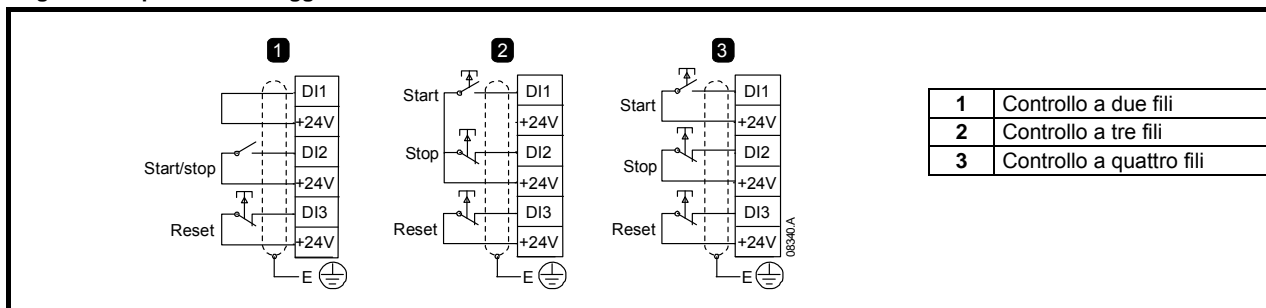 1
DI1
+24V
DI2
Start/stop
+24V
DI3
Reset
+24V
E
2
Start
DI1
+24V
Stop
DI2
+24V
DI3
Reset
+24V
E
3
Start
DI1
+24V
Stop
DI2
+24V
DI3
Reset
+24V
E
08340.A
1 Controllo a due fili
2 Controllo a tre fili
3 Controllo a quattro fili